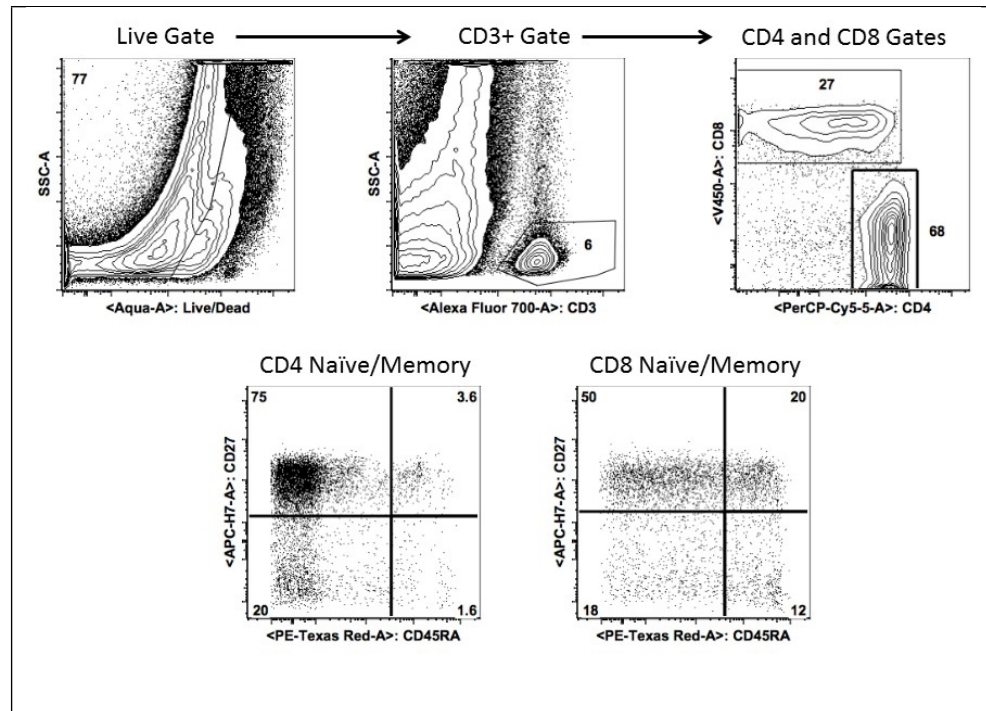 Live Gate
CD3+ Gate
CD4 and CD8 Gates
77
SSC-A
<Aqua-A>: Live/Dead
6
SSC-A
<Alexa Fluor 700-A>: CD3
27
68
<V450-A>: CD8
<PerCP-Cy5-5-A>: CD4
CD4 Naïve/Memory
CD8 Naïve/Memory
75
3.6
20
1.6
<APC-H7-A>: CD27
<PE-Texas Red-A>: CD45RA
50
20
18
12
<APC-H7-A>: CD27
<PE-Texas Red-A>: CD45RA